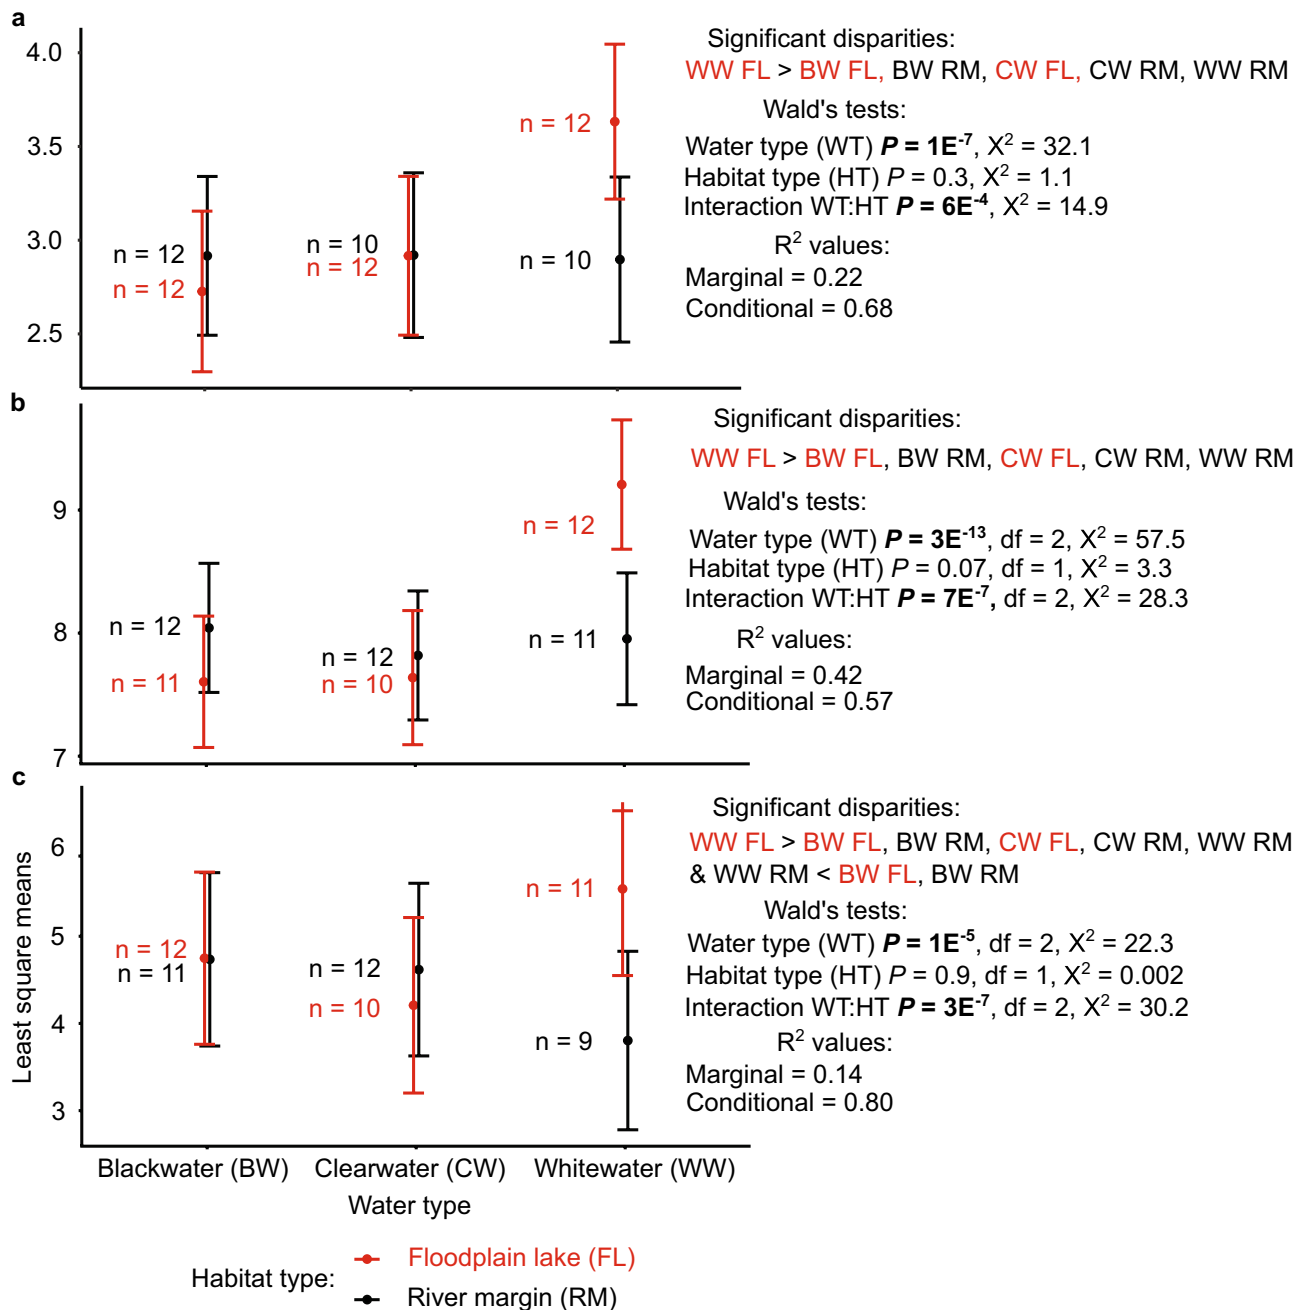 a
4.0
3.5
3.0
2.5
n = 12
n = 12
n = 10
n = 12
n = 12
n = 10
Significant disparities:
WW FL > BW FL, BW RM, CW FL, CW RM, WW RM
Wald's tests:
Water type (WT) P = 1E-7, X2 = 32.1
Habitat type (HT) P = 0.3, X2 = 1.1
Interaction WT:HT P = 6E-4, X2 = 14.9
R2 values:
Marginal = 0.22
Conditional = 0.68
b
9
8
7
n = 12
n = 11
n = 12
n = 10
n = 12
n = 11
Significant disparities:
WW FL > BW FL, BW RM, CW FL, CW RM, WW RM
Wald's tests:
Water type (WT) P = 3E-13, df = 2, X2 = 57.5
Habitat type (HT) P = 0.07, df = 1, X2 = 3.3
Interaction WT:HT P = 7E-7, df = 2, X2 = 28.3
R2 values:
Marginal = 0.42
Conditional = 0.57
c
Least square means
6
5
4
3
n = 12
n = 11
n = 12
n = 10
n = 11
n = 9
Significant disparities:
WW FL > BW FL, BW RM, CW FL, CW RM, WW RM
& WW RM < BW FL, BW RM
Wald's tests:
Water type (WT) P = 1E-5, df = 2, X2 = 22.3
Habitat type (HT) P = 0.9, df = 1, X2 = 0.002
Interaction WT:HT P = 3E-7, df = 2, X2 = 30.2
R2 values:
Marginal = 0.14
Conditional = 0.80
Blackwater (BW) Clearwater (CW) Whitewater (WW)
Water type
Habitat type:
Floodplain lake (FL)
River margin (RM)